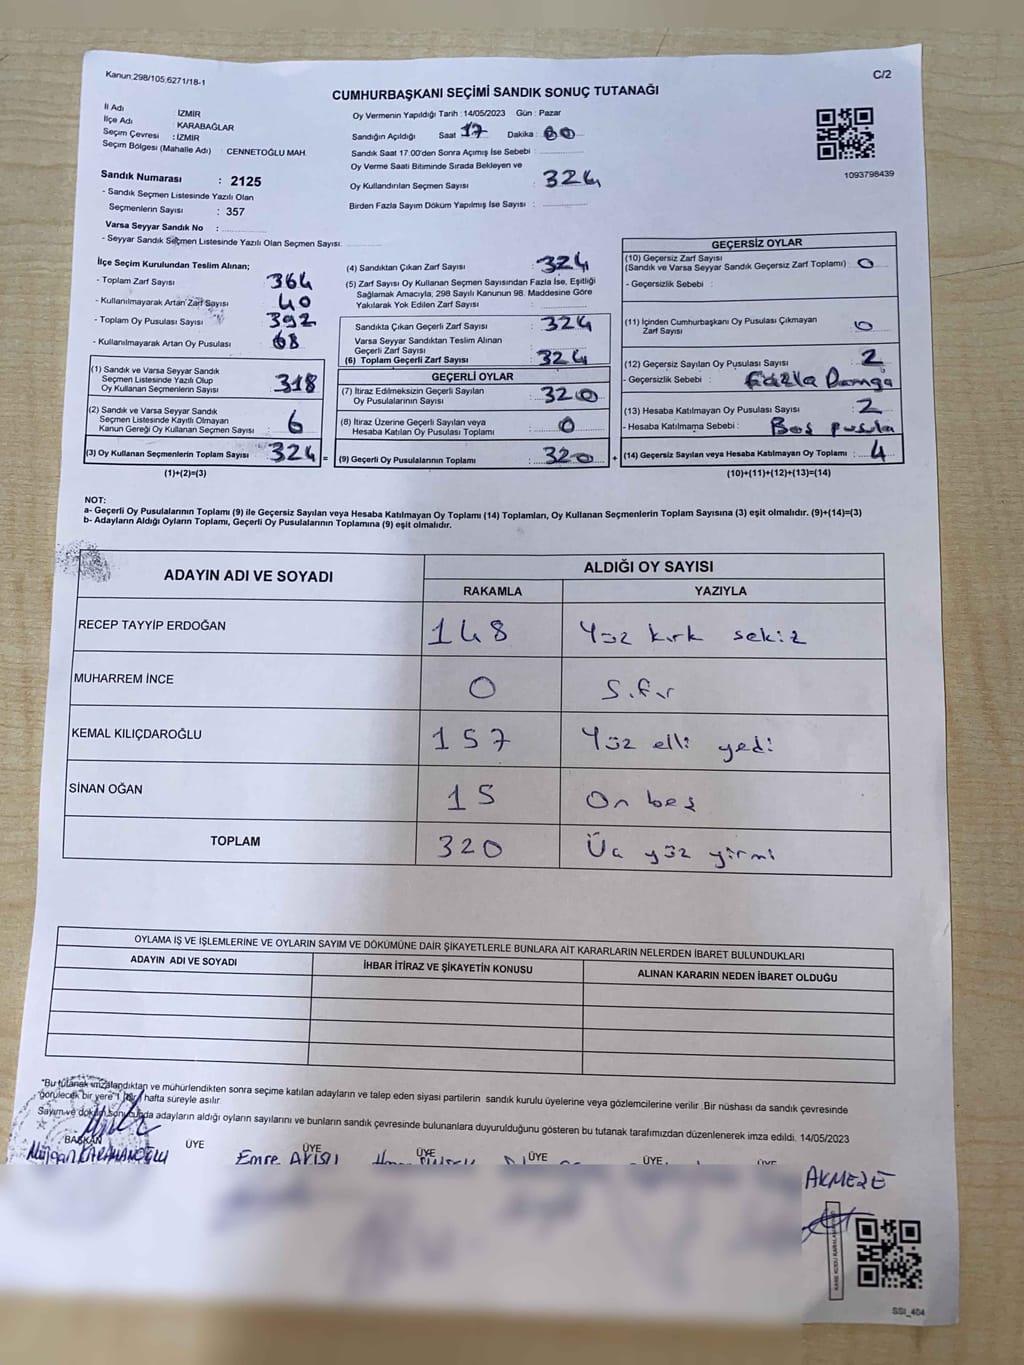 Kanun:298/105;6271/18-1
C/2
CUMHURBAŞKANI SEÇİMİ SANDIK SONUÇ TUTANAĞI
İl Adı : İZMİR
İlçe Adı : KARABAĞLAR
Seçim Çevresi : İZMİR
Seçim Bölgesi (Mahalle Adı) : CENNETOĞLU MAH.
Sandık Numarası : 2125
- Sandık Seçmen Listesinde Yazılı Olan
Seçmenlerin Sayısı : 357
Varsa Seyyar Sandık No :
- Seyyar Sandık Seçmen Listesinde Yazılı Olan Seçmen Sayısı:
Oy Vermenin Yapıldığı Tarih : 14/05/2023 Gün : Pazar
Sandığın Açıldığı Saat : 17 Dakika : 00
Sandık Saat 17:00'den Sonra Açımış İse Sebebi :
Oy Verme Saati Bitiminde Sırada Bekleyen ve
Oy Kullandırılan Seçmen Sayısı : 324
Birden Fazla Sayım Döküm Yapılmış İse Sayısı :
1093798439
İlçe Seçim Kurulundan Teslim Alınan;
- Toplam Zarf Sayısı : 364
- Kullanılmayarak Artan Zarf Sayısı : 40
- Toplam Oy Pusulası Sayısı : 392
- Kullanılmayarak Artan Oy Pusulası : 68
(1) Sandık ve Varsa Seyyar Sandık
Seçmen Listesinde Yazılı Olup
Oy Kullanan Seçmenlerin Sayısı : 318
(2) Sandık ve Varsa Seyyar Sandık
Seçmen Listesinde Kayıtlı Olmayan
Kanun Gereği Oy Kullanan Seçmen Sayısı : 6
(3) Oy Kullanan Seçmenlerin Toplam Sayısı : 324 =
(1)+(2)=(3)
(4) Sandıktan Çıkan Zarf Sayısı : 324
(5) Zarf Sayısı Oy Kullanan Seçmen Sayısından Fazla İse, Eşitliği
Sağlamak Amacıyla, 298 Sayılı Kanunun 98. Maddesine Göre
Yakılarak Yok Edilen Zarf Sayısı :
Sandıkta Çıkan Geçerli Zarf Sayısı : 324
Varsa Seyyar Sandıktan Teslim Alınan
Geçerli Zarf Sayısı :
(6) Toplam Geçerli Zarf Sayısı : 324
GEÇERLİ OYLAR
(7) İtiraz Edilmeksizin Geçerli Sayılan
Oy Pusulalarının Sayısı : 320
(8) İtiraz Üzerine Geçerli Sayılan veya
Hesaba Katılan Oy Pusulası Toplamı : 0
(9) Geçerli Oy Pusulalarının Toplamı : 320 +
GEÇERSİZ OYLAR
(10) Geçersiz Zarf Sayısı
(Sandık ve Varsa Seyyar Sandık Geçersiz Zarf Toplamı) : 0
- Geçersizlik Sebebi :
(11) İçinden Cumhurbaşkanı Oy Pusulası Çıkmayan
Zarf Sayısı : 0
(12) Geçersiz Sayılan Oy Pusulası Sayısı : 2
- Geçersizlik Sebebi : Fazla Damga
(13) Hesaba Katılmayan Oy Pusulası Sayısı : 2
- Hesaba Katılmama Sebebi : Boş pusula
(14) Geçersiz Sayılan veya Hesaba Katılmayan Oy Toplamı : 4
(10)+(11)+(12)+(13)=(14)
NOT:
a- Geçerli Oy Pusulalarının Toplamı (9) ile Geçersiz Sayılan veya Hesaba Katılmayan Oy Toplamı (14) Toplamları, Oy Kullanan Seçmenlerin Toplam Sayısına (3) eşit olmalıdır. (9)+(14)=(3)
b- Adayların Aldığı Oyların Toplamı, Geçerli Oy Pusulalarının Toplamına (9) eşit olmalıdır.
ADAYIN ADI VE SOYADI ALDIĞI OY SAYISI
RAKAMLA YAZIYLA
RECEP TAYYİP ERDOĞAN 148 Yüz kırk sekiz
MUHARREM İNCE 0 Sıfır
KEMAL KILIÇDAROĞLU 157 Yüz elli yedi
SİNAN OĞAN 15 On beş
TOPLAM 320 Üç yüz yirmi
OYLAMA İŞ VE İŞLEMLERİNE VE OYLARIN SAYIM VE DÖKÜMÜNE DAİR ŞİKAYETLERLE BUNLARA AİT KARARLARIN NELERDEN İBARET BULUNDUKLARI
ADAYIN ADI VE SOYADI İHBAR İTİRAZ VE ŞİKAYETİN KONUSU ALINAN KARARIN NEDEN İBARET OLDUĞU
"Bu tutanak imzalandıktan ve mühürlendikten sonra seçime katılan adayların ve talep eden siyasi partilerin sandık kurulu üyelerine veya gözlemcilerine verilir .Bir nüshası da sandık çevresinde
görülecek bir yere 1 (bir) hafta süreyle asılır.
Sayım ve döküm sonucunda adayların aldığı oyların sayılarını ve bunların sandık çevresinde bulunanlara duyurulduğunu gösteren bu tutanak tarafımızdan düzenlenerek imza edildi. 14/05/2023
BAŞKAN ÜYE ÜYE ÜYE ÜYE ÜYE ÜYE
Müjgan KARAHANOĞLU Emre
AKMEŞE
SSI_404